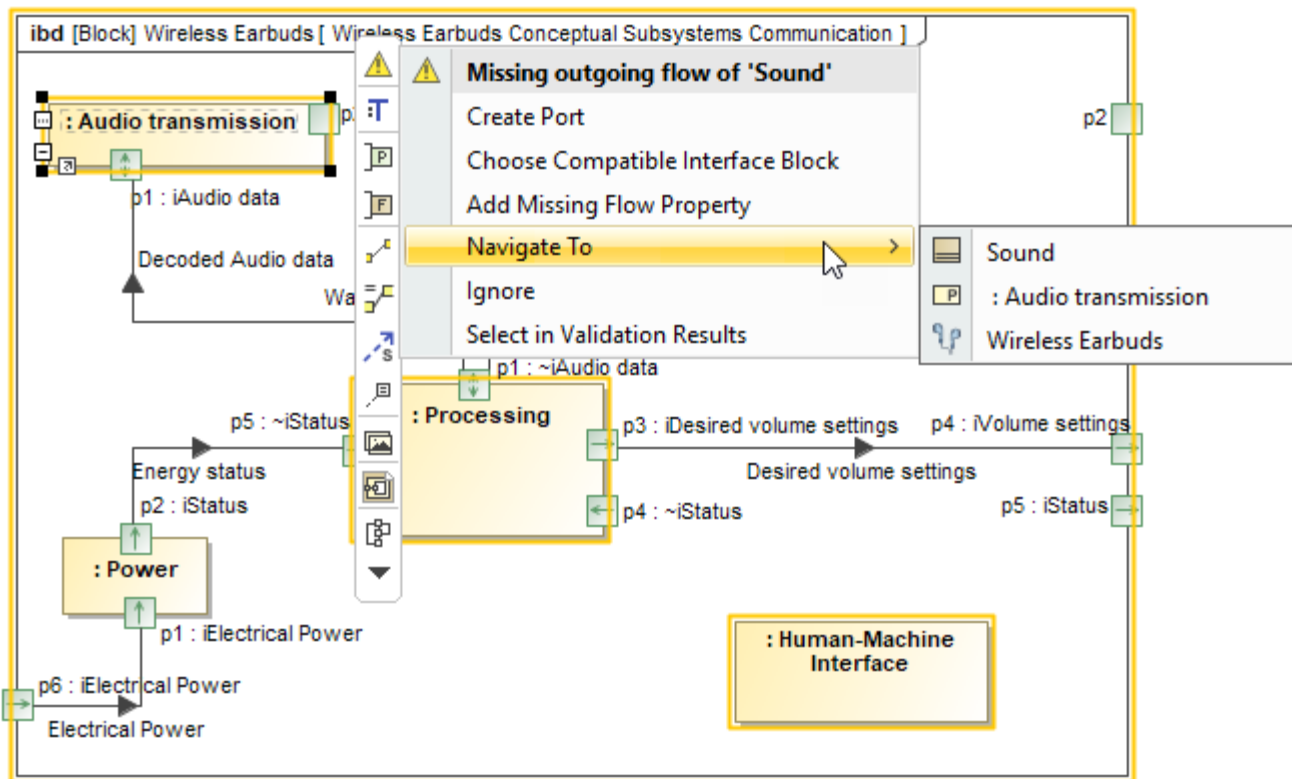 ibd [Block] Wireless Earbuds [ Wireless Earbuds Conceptual Subsystems Communication ]
Missing outgoing flow of 'Sound'
: Audio transmission
Create Port
p2
Choose Compatible Interface Block
p1 : iAudio data
Add Missing Flow Property
Decoded Audio data
Navigate To
Sound
Ignore
: Audio transmission
Select in Validation Results
Wireless Earbuds
p1 : ~iAudio data
p5 : ~iStatus
: Processing
p3 : iDesired volume settings
p4 : iVolume settings
Energy status
Desired volume settings
p2 : iStatus
p4 : ~iStatus
p5 : iStatus
: Power
p1 : iElectrical Power
: Human-Machine
Interface
p6 : iElectrical Power
Electrical Power